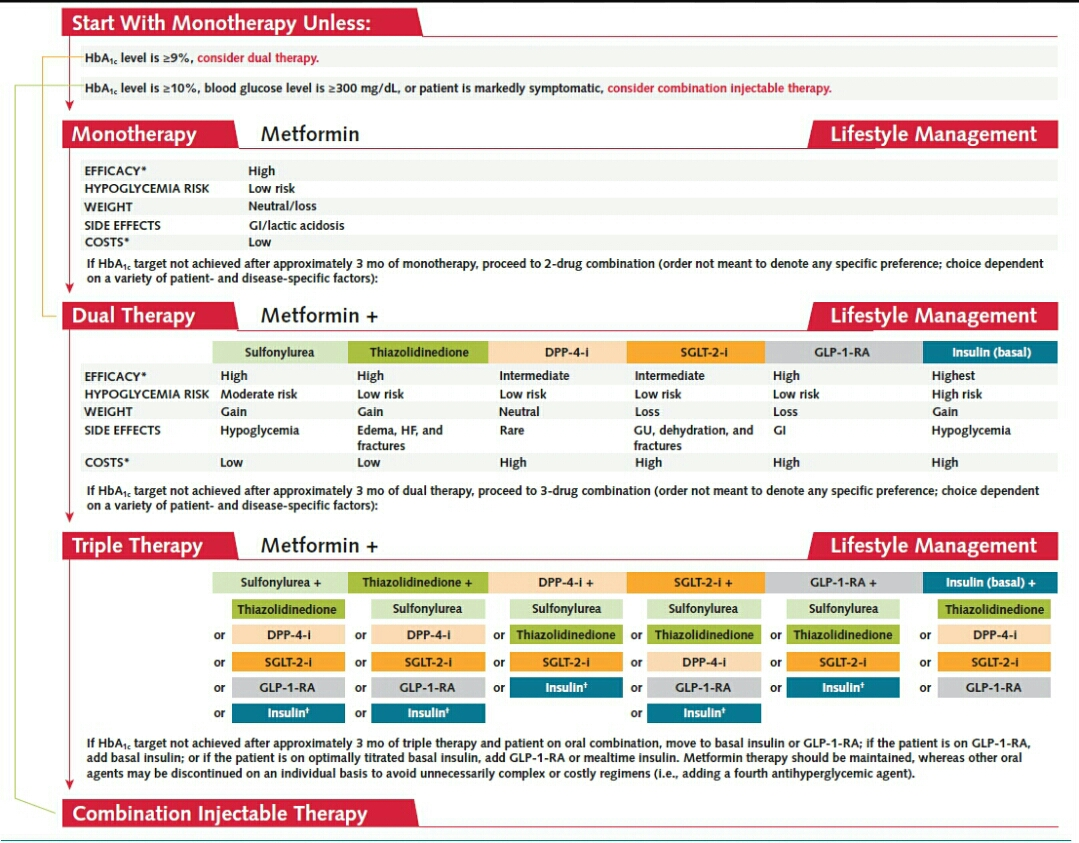 Start With Monotherapy Unless:
HbA1c level is ≥9%, consider dual therapy.
HbA1c level is ≥10%, blood glucose level is ≥300 mg/dL, or patient is markedly symptomatic, consider combination injectable therapy.
Monotherapy Metformin Lifestyle Management
EFFICACY* High
HYPOGLYCEMIA RISK Low risk
WEIGHT Neutral/loss
SIDE EFFECTS GI/lactic acidosis
COSTS* Low
If HbA1c target not achieved after approximately 3 mo of monotherapy, proceed to 2-drug combination (order not meant to denote any specific preference; choice dependent
on a variety of patient- and disease-specific factors):
Dual Therapy Metformin + Lifestyle Management
Sulfonylurea Thiazolidinedione DPP-4-i SGLT-2-i GLP-1-RA Insulin (basal)
EFFICACY* High High Intermediate Intermediate High Highest
HYPOGLYCEMIA RISK Moderate risk Low risk Low risk Low risk Low risk High risk
WEIGHT Gain Gain Neutral Loss Loss Gain
SIDE EFFECTS Hypoglycemia Edema, HF, and Rare GU, dehydration, and GI Hypoglycemia
fractures fractures
COSTS* Low Low High High High High
If HbA1c target not achieved after approximately 3 mo of dual therapy, proceed to 3-drug combination (order not meant to denote any specific preference; choice dependent
on a variety of patient- and disease-specific factors):
Triple Therapy Metformin + Lifestyle Management
Sulfonylurea + Thiazolidinedione + DPP-4-i + SGLT-2-i + GLP-1-RA + Insulin (basal) +
Thiazolidinedione Sulfonylurea Sulfonylurea Sulfonylurea Sulfonylurea Thiazolidinedione
or DPP-4-i or DPP-4-i or Thiazolidinedione or Thiazolidinedione or Thiazolidinedione or DPP-4-i
or SGLT-2-i or SGLT-2-i or SGLT-2-i or DPP-4-i or SGLT-2-i or SGLT-2-i
or GLP-1-RA or GLP-1-RA or Insulin† or GLP-1-RA or Insulin† or GLP-1-RA
or Insulin† or Insulin† or Insulin†
If HbA1c target not achieved after approximately 3 mo of triple therapy and patient on oral combination, move to basal insulin or GLP-1-RA; if the patient is on GLP-1-RA,
add basal insulin; or if the patient is on optimally titrated basal insulin, add GLP-1-RA or mealtime insulin. Metformin therapy should be maintained, whereas other oral
agents may be discontinued on an individual basis to avoid unnecessarily complex or costly regimens (i.e., adding a fourth antihyperglycemic agent).
Combination Injectable Therapy